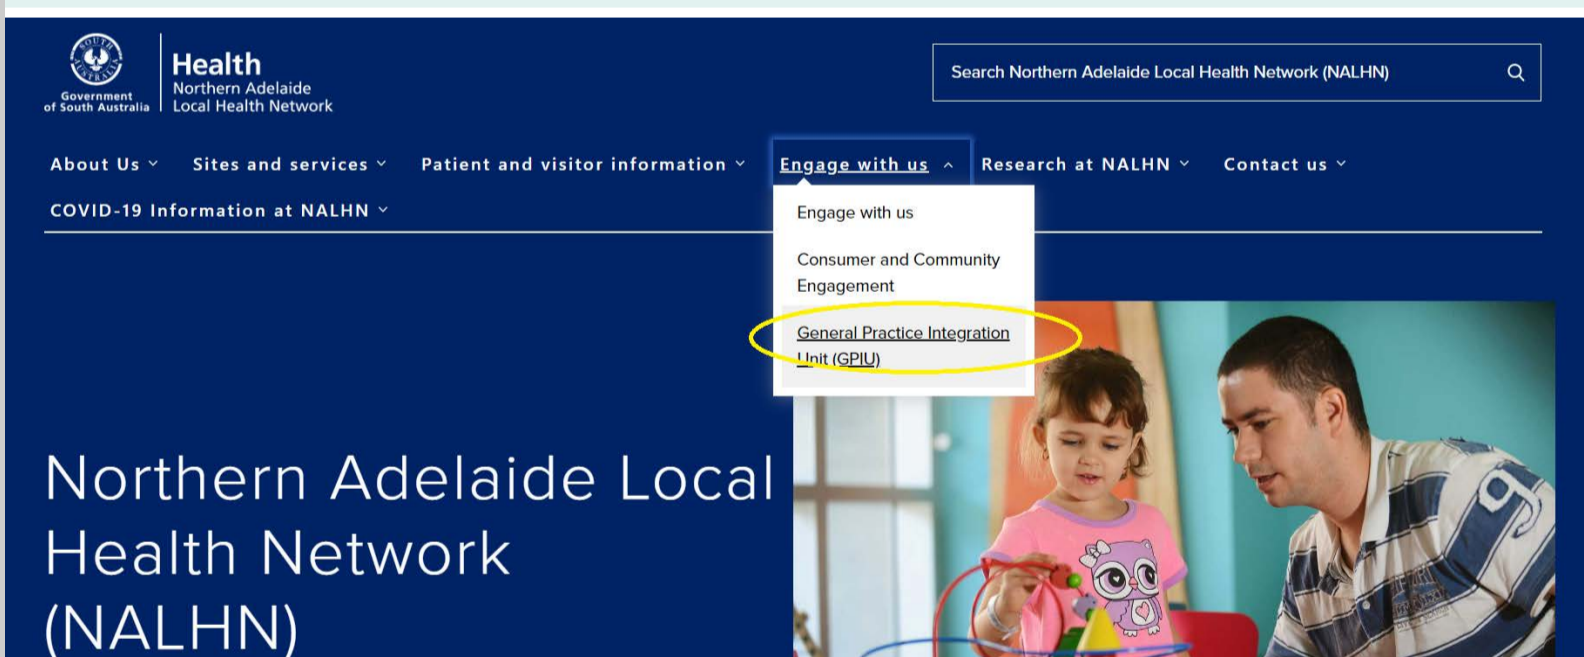 SOUTH
AUSTRALIA
Government
of South Australia
Health
Northern Adelaide
Local Health Network
Search Northern Adelaide Local Health Network (NALHN)
About Us
Sites and services
Patient and visitor information
Engage with us
Research at NALHN
Contact us
COVID-19 Information at NALHN
Engage with us
Consumer and Community
Engagement
General Practice Integration
Unit (GPIU)
Northern Adelaide Local
Health Network
(NALHN)
9